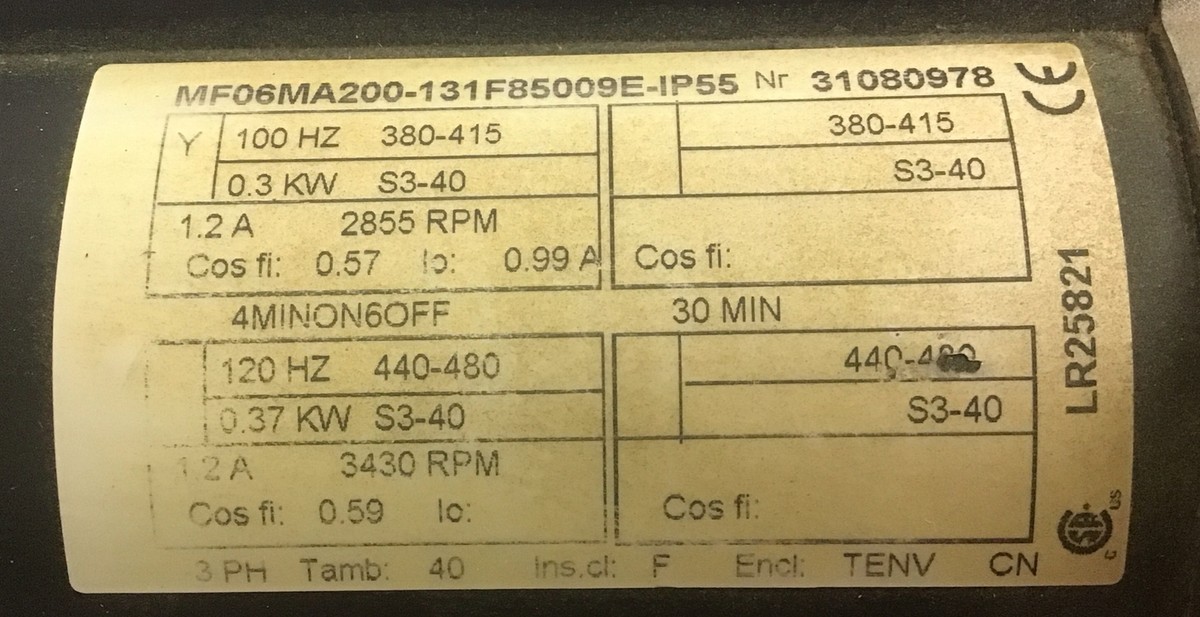 MF06MA200-131F85009E-IP55 Nr 31080978
CE
Y 100 HZ 380-415
0.3 KW S3-40
1.2 A 2855 RPM
Cos fi: 0.57 Io: 0.99 A
380-415
S3-40
Cos fi:
4MINON6OFF 30 MIN
120 HZ 440-480
0.37 KW S3-40
1.2 A 3430 RPM
Cos fi: 0.59 Io:
S3-40
Cos fi:
3 PH Tamb: 40 Ins.cl: F Encl: TENV CN
LR25821
C US